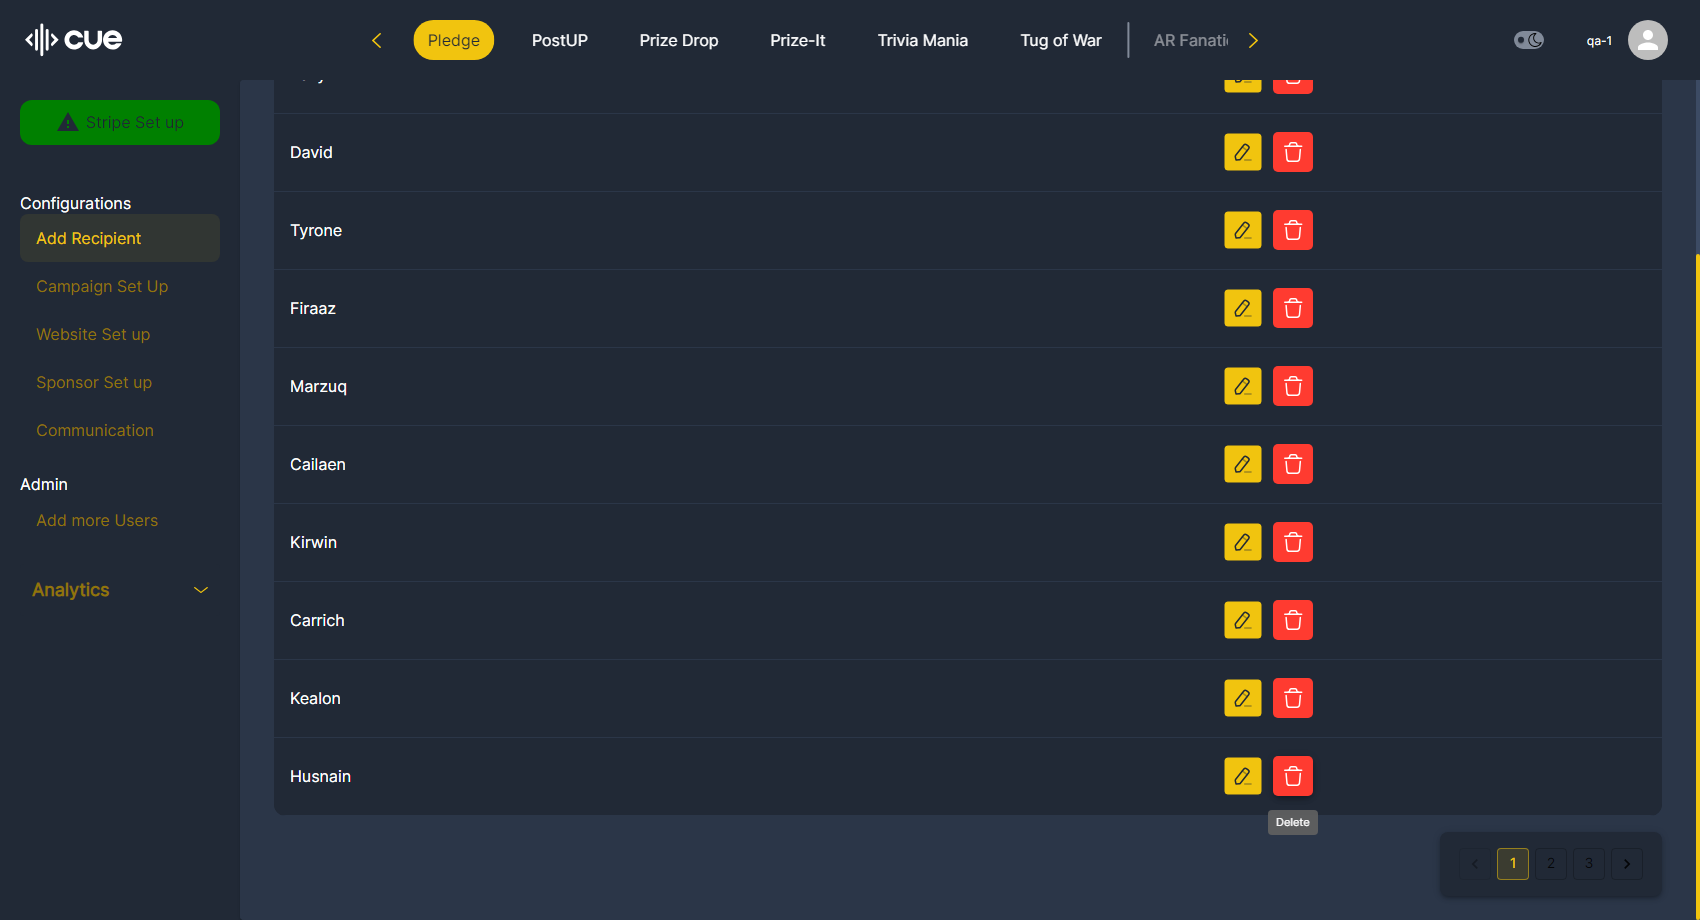 cue
Pledge
PostUP
Prize Drop
Prize-It
Trivia Mania
Tug of War
AR Fanati
qa-1
Stripe Set up
Configurations
Add Recipient
Campaign Set Up
Website Set up
Sponsor Set up
Communication
Admin
Add more Users
Analytics
David
Tyrone
Firaaz
Marzuq
Cailaen
Kirwin
Carrich
Kealon
Husnain
Delete
1 2 3